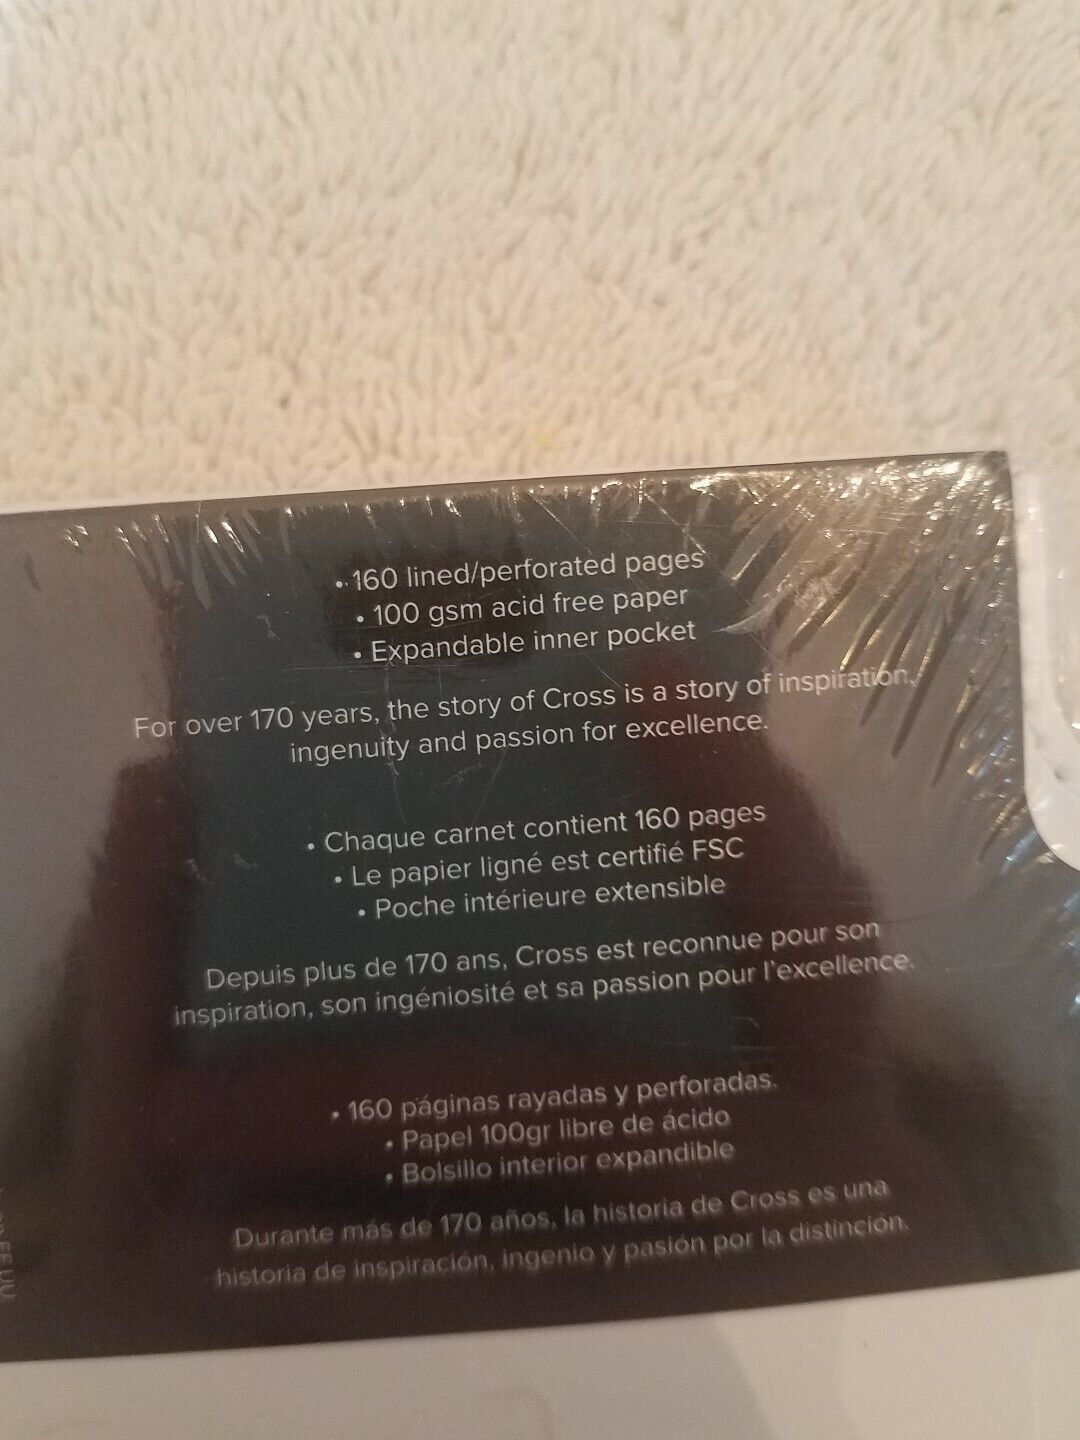 • 160 lined/perforated pages
• 100 gsm acid free paper
• Expandable inner pocket
For over 170 years, the story of Cross is a story of inspiration,
ingenuity and passion for excellence.
• Chaque carnet contient 160 pages
• Le papier ligné est certifié FSC
• Poche intérieure extensible
Depuis plus de 170 ans, Cross est reconnue pour son
inspiration, son ingéniosité et sa passion pour l'excellence.
• 160 páginas rayadas y perforadas.
• Papel 100gr libre de ácido
• Bolsillo interior expandible
Durante más de 170 años, la historia de Cross es una
historia de inspiración, ingenio y pasión por la distinción.